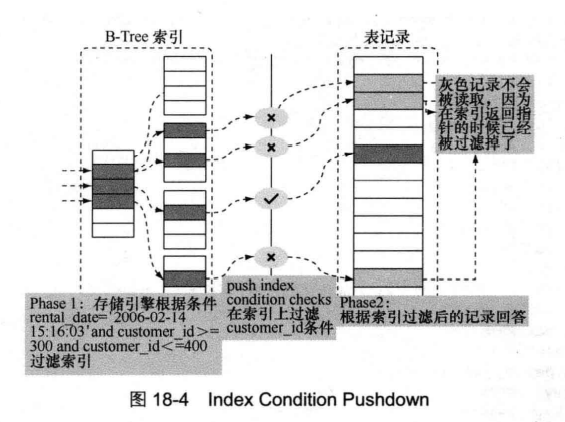 B-Tree 索引
表记录
灰色记录不会
被读取，因为
在索引返回指
针的时候已经
被过滤掉了
Phase 1：存储引擎根据条件
rental_date='2006-02-14
15:16:03'and customer_id>=
300 and customer_id<=400
过滤索引
push index
condition checks
在索引上过滤
customer_id条件
Phase2：
根据索引过滤后的记录回答
图 18-4 Index Condition Pushdown